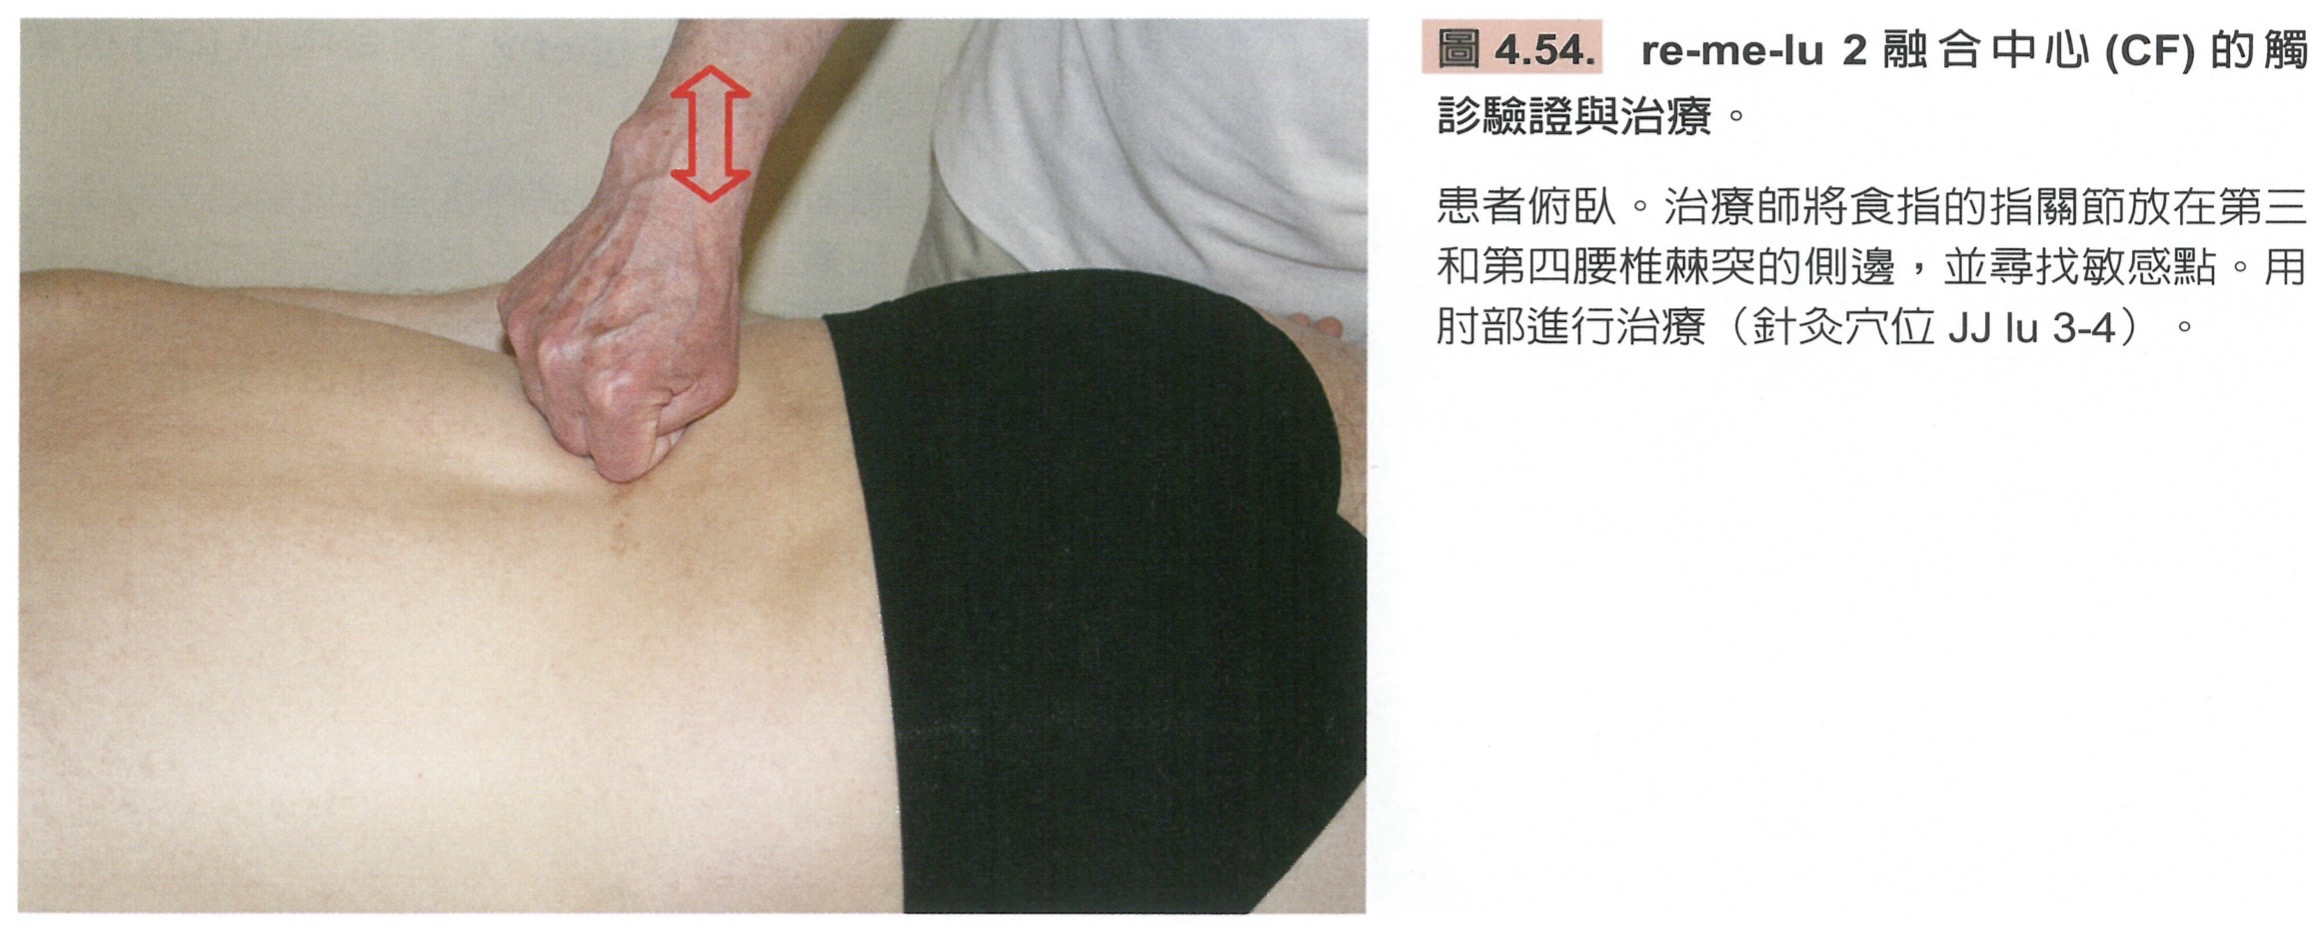 圖 4.54. re-me-lu 2 融合中心 (CF) 的觸
診驗證與治療。
患者俯臥。治療師將食指的指關節放在第三
和第四腰椎棘突的側邊，並尋找敏感點。用
肘部進行治療（針灸穴位 JJ lu 3-4）。